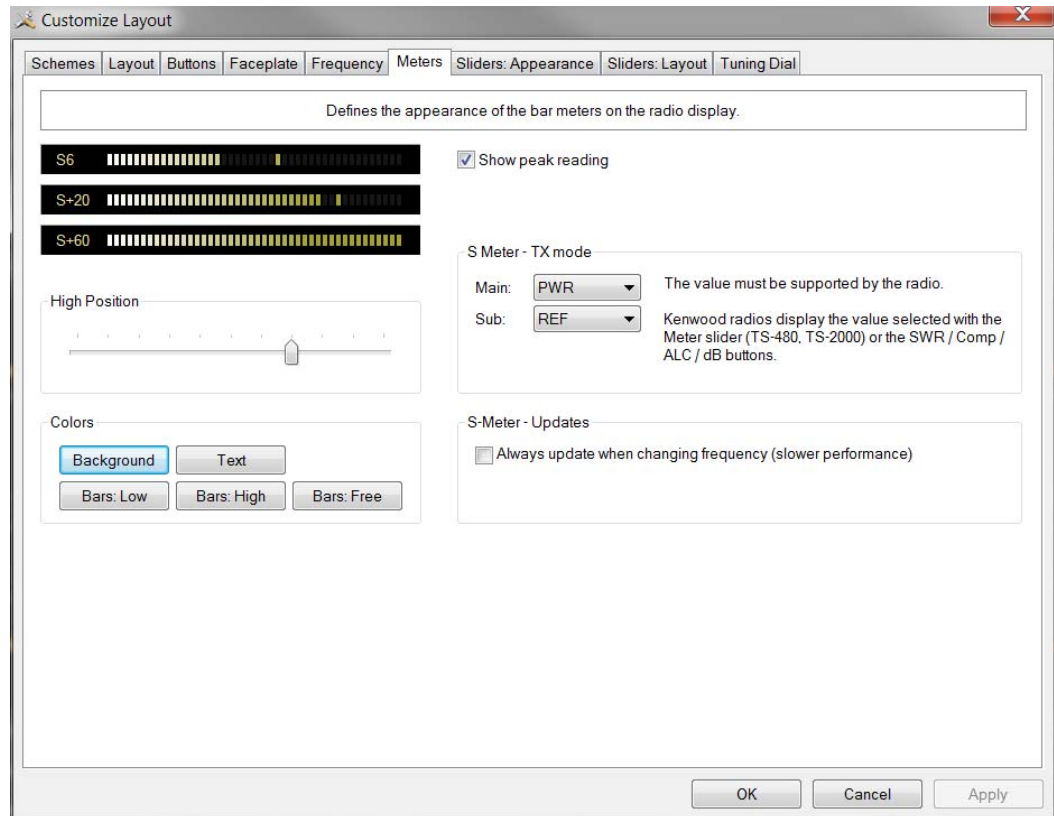 Customize Layout
X
Schemes Layout Buttons Faceplate Frequency Meters Sliders: Appearance Sliders: Layout Tuning Dial
Defines the appearance of the bar meters on the radio display.
S6
S+20
S+60
Show peak reading
High Position
S Meter - TX mode
Main: PWR
The value must be supported by the radio.
Sub: REF
Kenwood radios display the value selected with the
Meter slider (TS-480, TS-2000) or the SWR / Comp /
ALC / dB buttons.
Colors
Background Text
Bars: Low Bars: High Bars: Free
S-Meter - Updates
Always update when changing frequency (slower performance)
OK Cancel Apply